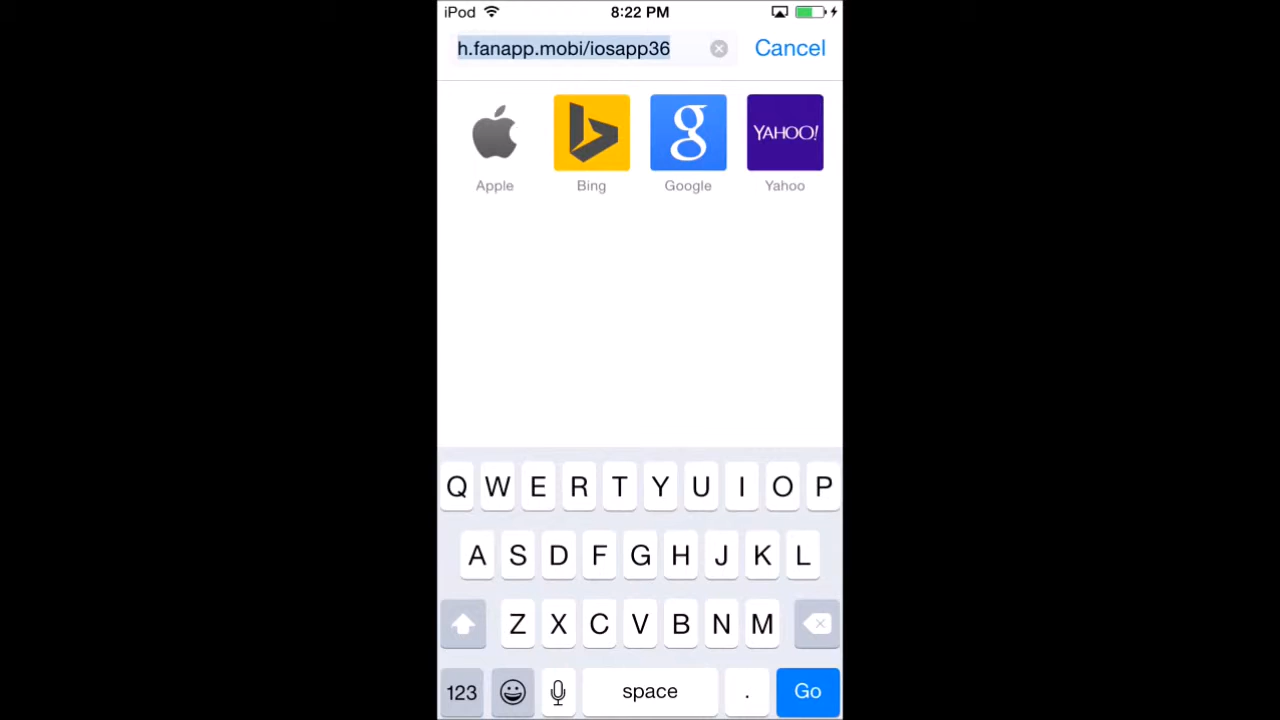 iPod 8:22 PM
h.fanapp.mobi/iosapp36 Cancel
g YAHOO!
Apple Bing Google Yahoo
Q W E R T Y U I O P
A S D F G H J K L
Z X C V B N M
123 space . Go